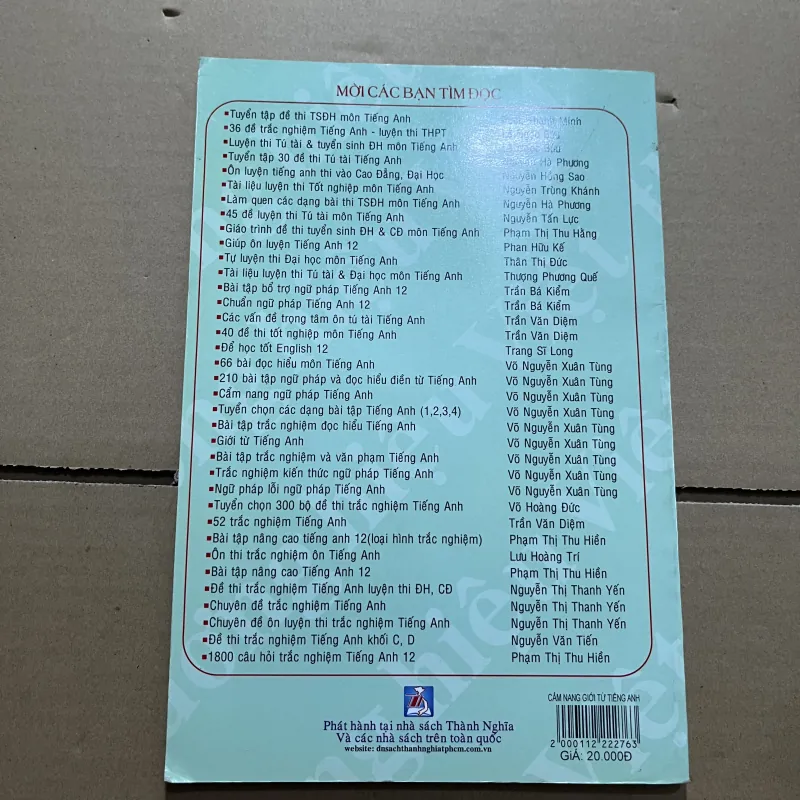 MỜI CÁC BẠN TÌM ĐỌC
▪Tuyển tập đề thi TSĐH môn Tiếng Anh Minh
▪36 đề trắc nghiệm Tiếng Anh - luyện thi THPT
▪Luyện thi Tú tài & tuyển sinh ĐH môn Tiếng Anh
▪Tuyển tập 30 đề thi Tú tài Tiếng Anh Hà Phương
▪Ôn luyện tiếng anh thi vào Cao Đẳng, Đại Học Nguyễn Hồng Sao
▪Tài liệu luyện thi Tốt nghiệp môn Tiếng Anh Nguyễn Trùng Khánh
▪Làm quen các dạng bài thi TSĐH môn Tiếng Anh Nguyễn Hà Phương
▪45 đề luyện thi Tú tài môn Tiếng Anh Nguyễn Tấn Lực
▪Giáo trình đề thi tuyển sinh ĐH & CĐ môn Tiếng Anh Phạm Thị Thu Hằng
▪Giúp ôn luyện Tiếng Anh 12 Phan Hữu Kế
▪Tự luyện thi Đại học môn Tiếng Anh Thân Thị Đức
▪Tài liệu luyện thi Tú tài & Đại học môn Tiếng Anh Thượng Phương Quế
▪Bài tập bổ trợ ngữ pháp Tiếng Anh 12 Trần Bá Kiểm
▪Chuẩn ngữ pháp Tiếng Anh 12 Trần Bá Kiểm
▪Các vấn đề trọng tâm ôn tú tài Tiếng Anh Trần Văn Diệm
▪40 đề thi tốt nghiệp môn Tiếng Anh Trần Văn Diệm
▪Để học tốt English 12 Trang Sĩ Long
▪66 bài đọc hiểu môn Tiếng Anh Võ Nguyễn Xuân Tùng
▪210 bài tập ngữ pháp và đọc hiểu điền từ Tiếng Anh Võ Nguyễn Xuân Tùng
▪Cẩm nang ngữ pháp Tiếng Anh Võ Nguyễn Xuân Tùng
▪Tuyển chọn các dạng bài tập Tiếng Anh (1,2,3,4) Võ Nguyễn Xuân Tùng
▪Bài tập trắc nghiệm đọc hiểu Tiếng Anh Võ Nguyễn Xuân Tùng
▪Giới từ Tiếng Anh Võ Nguyễn Xuân Tùng
▪Bài tập trắc nghiệm và văn phạm Tiếng Anh Võ Nguyễn Xuân Tùng
▪Trắc nghiệm kiến thức ngữ pháp Tiếng Anh Võ Nguyễn Xuân Tùng
▪Ngữ pháp lỗi ngữ pháp Tiếng Anh Võ Nguyễn Xuân Tùng
▪Tuyển chọn 300 bộ đề thi trắc nghiệm Tiếng Anh Võ Hoàng Đức
▪52 trắc nghiệm Tiếng Anh Trần Văn Diệm
▪Bài tập nâng cao tiếng anh 12(loại hình trắc nghiệm) Phạm Thị Thu Hiền
▪Ôn thi trắc nghiệm ôn Tiếng Anh Lưu Hoàng Trí
▪Bài tập nâng cao Tiếng Anh 12 Phạm Thị Thu Hiền
▪Đề thi trắc nghiệm Tiếng Anh luyện thi ĐH, CĐ Nguyễn Thị Thanh Yến
▪Chuyên đề trắc nghiệm Tiếng Anh Nguyễn Thị Thanh Yến
▪Chuyên đề ôn luyện thi trắc nghiệm Tiếng Anh Nguyễn Thị Thanh Yến
▪Đề thi trắc nghiệm Tiếng Anh khối C, D Nguyễn Văn Tiến
▪1800 câu hỏi trắc nghiệm Tiếng Anh 12 Phạm Thị Thu Hiền
Phát hành tại nhà sách Thành Nghĩa
Và các nhà sách trên toàn quốc
website: dnsachthanhnghiatphcm.com.vn
CẨM NANG GIỚI TỪ TIẾNG ANH
2 000112 222763
GIÁ: 20.000Đ